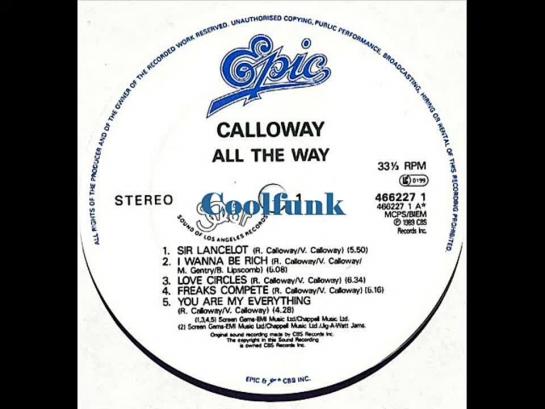 ALL RIGHTS OF THE PRODUCER AND OF THE OWNER OF THE RECORDED WORK RESERVED. UNAUTHORISED COPYING, PUBLIC PERFORMANCE, BROADCASTING, HIRING OR RENTAL OF THIS RECORDING PROHIBITED.
Epic
CALLOWAY
ALL THE WAY
33⅓ RPM
0199
STEREO
Coolfunk
1
466227 1
466227 1 A*
MCPS/BIEM
℗ 1989 CBS
Records Inc.
SOUND OF LOS ANGELES RECORDS
1. SIR LANCELOT (R. Calloway/V. Calloway) (5.50)
2. I WANNA BE RICH (R. Calloway/V. Calloway/
M. Gentry/B. Lipscomb) (5.08)
3. LOVE CIRCLES (R. Calloway/V. Calloway) (6.34)
4. FREAKS COMPETE (R. Calloway/V. Calloway) (6.16)
5. YOU ARE MY EVERYTHING
(R. Calloway/V. Calloway) (4.28)
(1,3,4,5) Screen Gems-EMI Music Ltd/Chappell Music Ltd.
(2) Screen Gems-EMI Music Ltd/Chappell Music Ltd./Jig-A-Watt Jams.
Original sound recording made by CBS Records Inc.
The copyright in this Sound Recording
is owned CBS Records Inc.
EPIC & CBS INC.